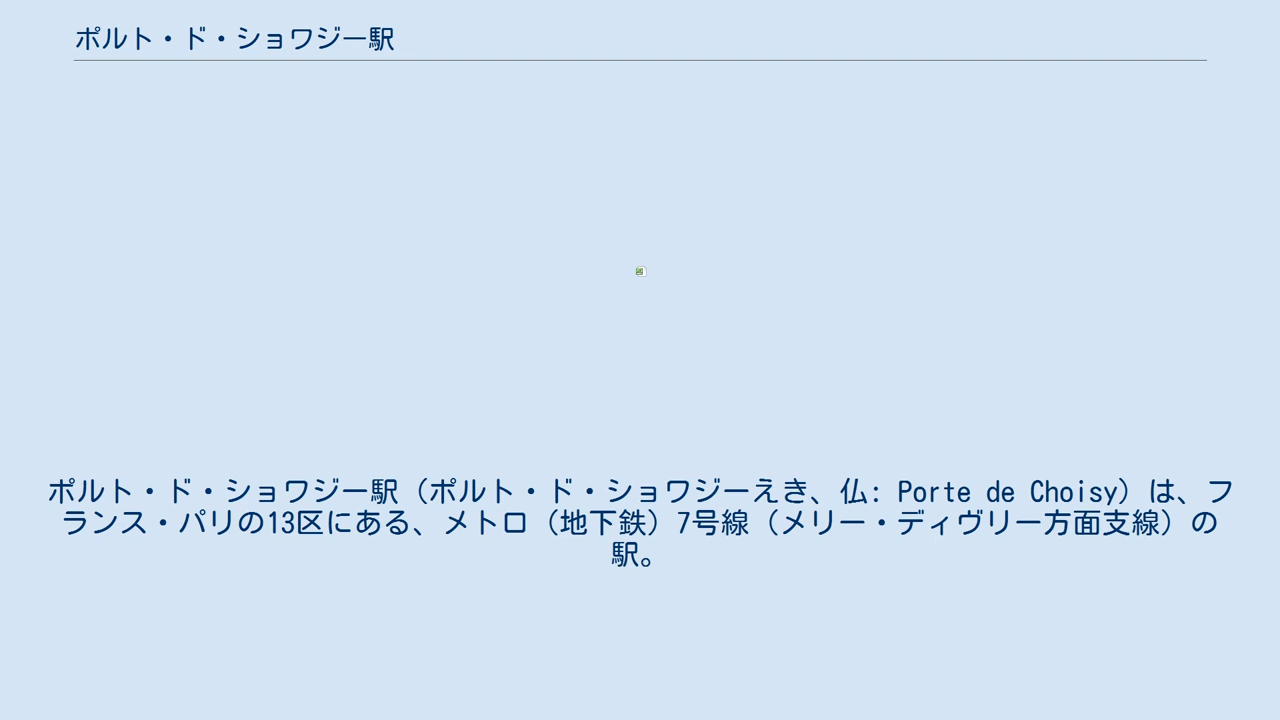 ポルト・ド・ショワジー駅
ポルト・ド・ショワジー駅（ポルト・ド・ショワジーえき、仏: Porte de Choisy）は、フ
ランス・パリの13区にある、メトロ（地下鉄）7号線（メリー・ディヴリー方面支線）の
駅。